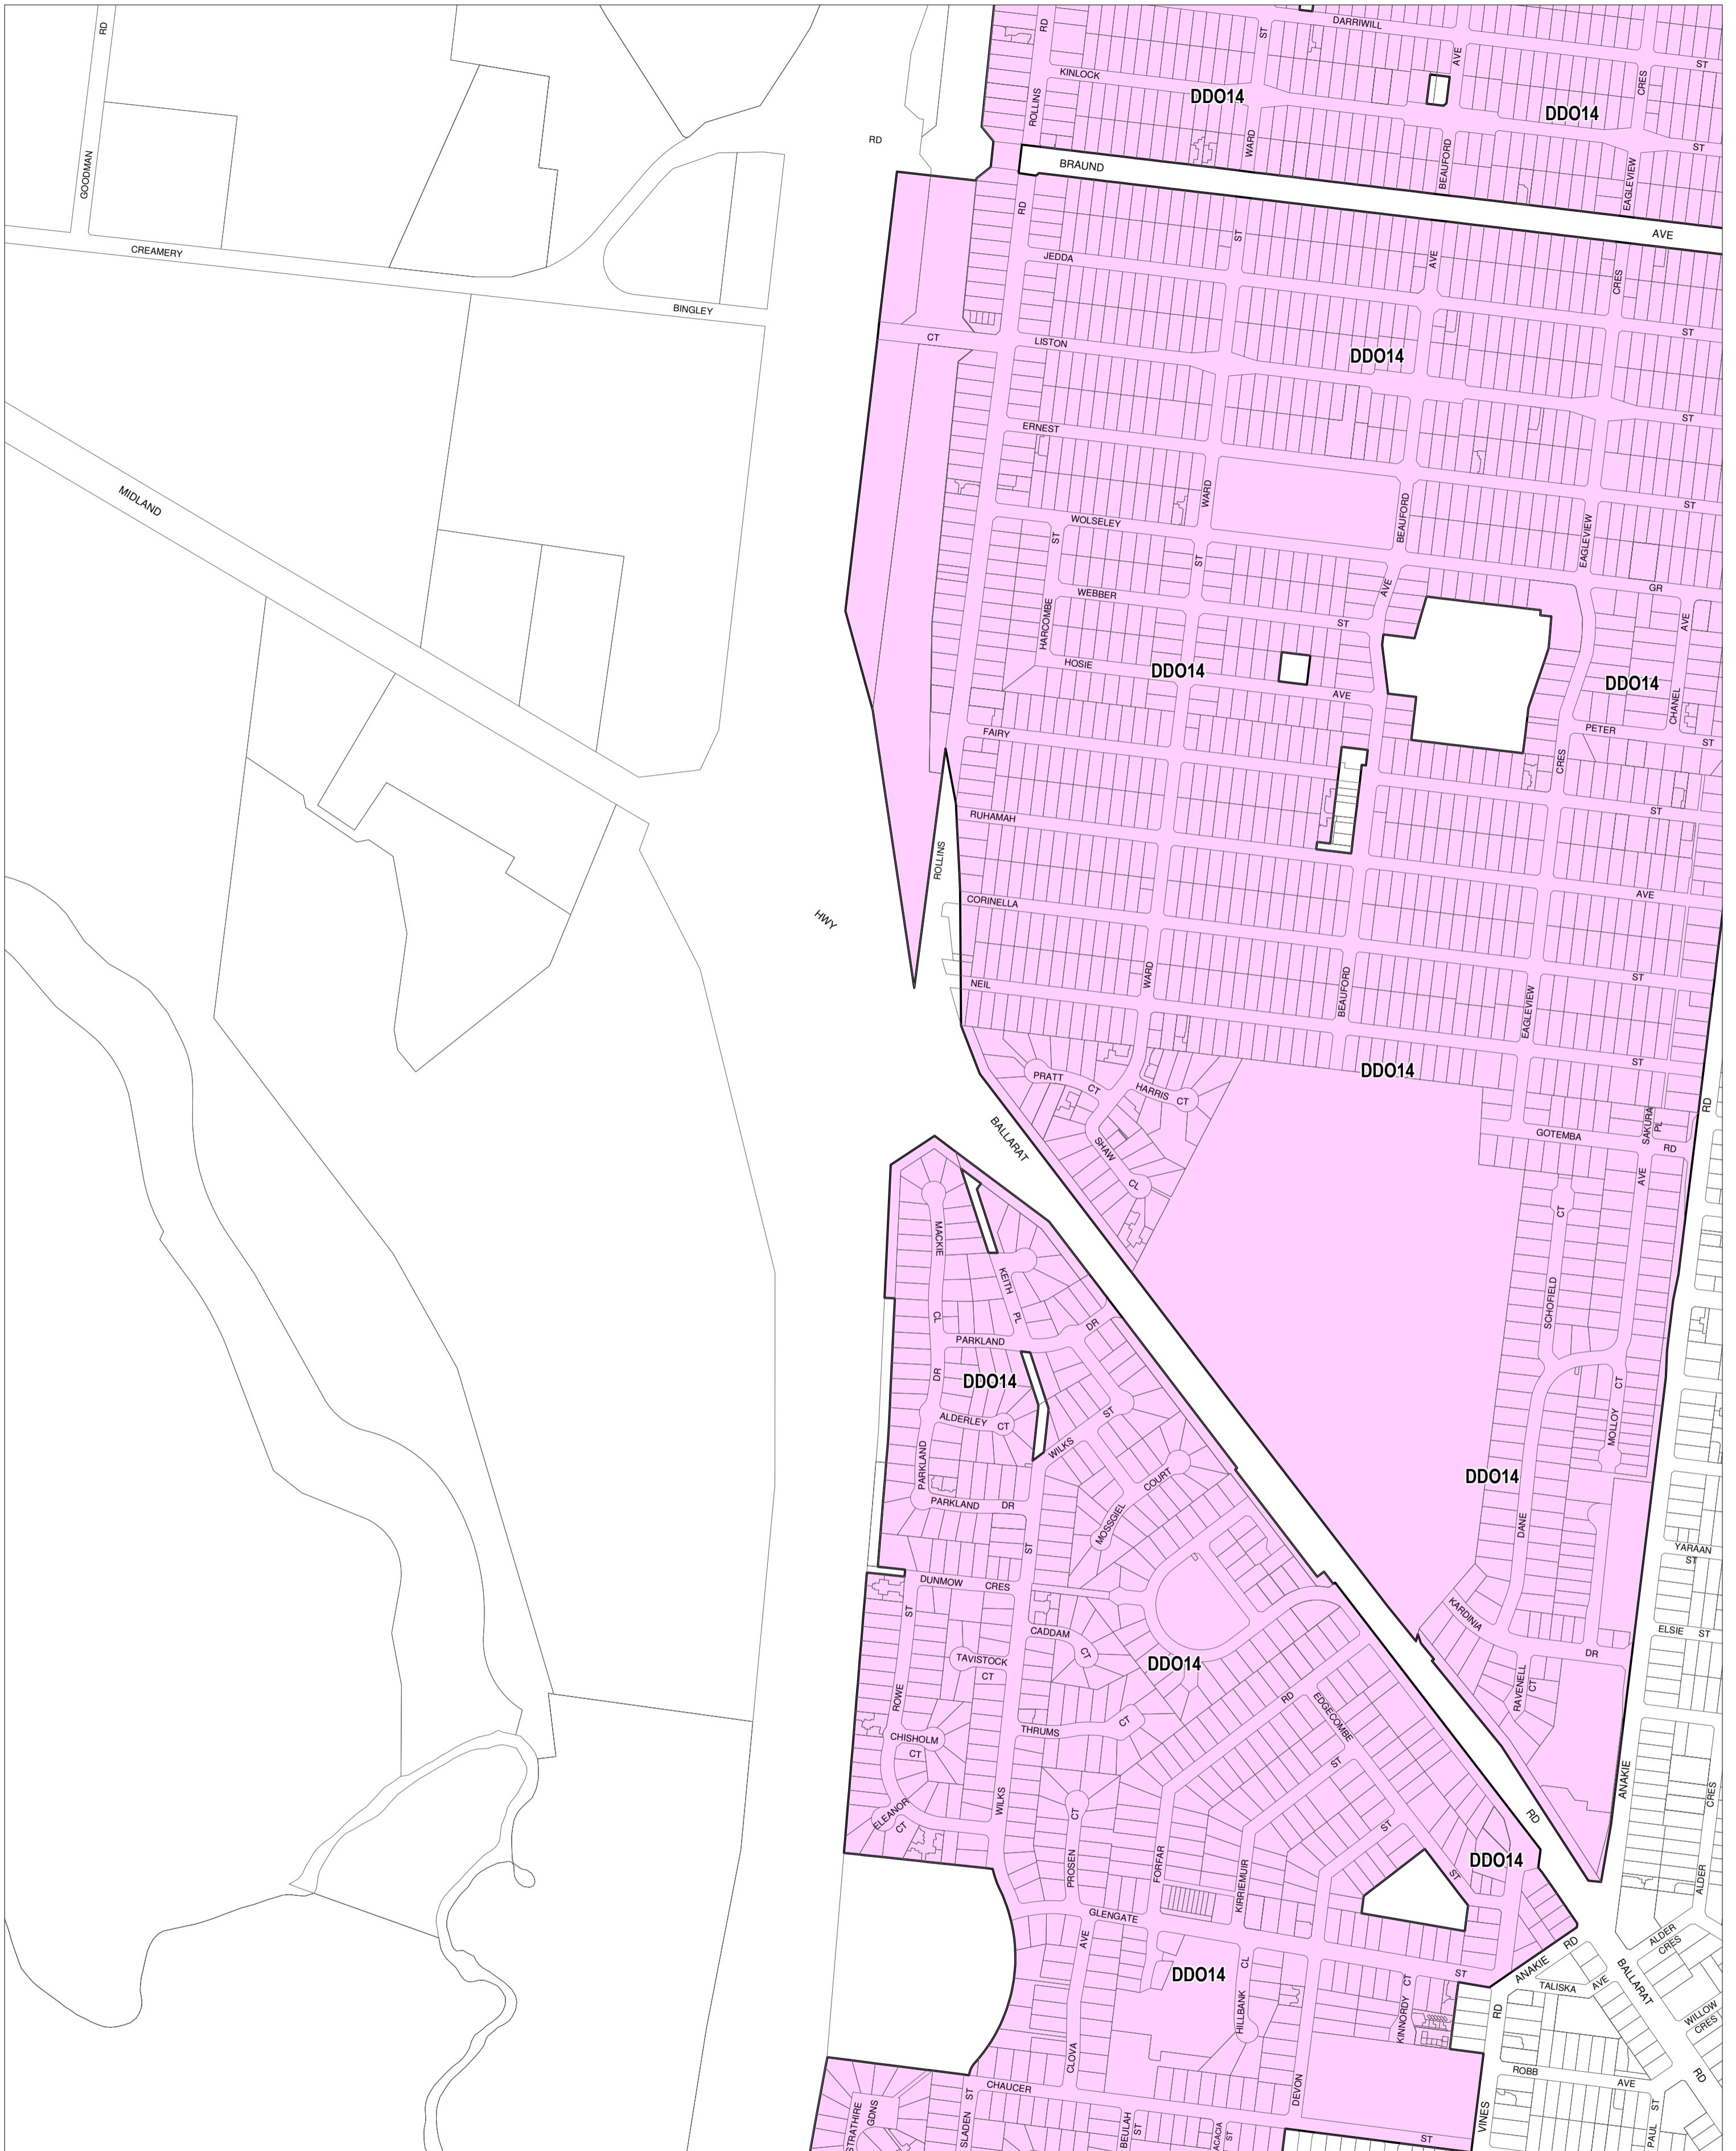 RD
RD
ST
DARRIWILL
AVE
ST
KINLOCK
CRES
DDO14
DDO14
ROLLINS
RD
WARD
BEAUFORD
ST
EAGLEVIEW
BRAUND
GOODMAN
RD
ST
AVE
CREAMERY
JEDDA
AVE
CRES
BINGLEY
CT
LISTON
ST
DDO14
ERNEST
ST
MIDLAND
WARD
WOLSELEY
BEAUFORD
ST
ST
ST
EAGLEVIEW
WEBBER
AVE
GR
HARCOMBE
ST
AVE
HOSIE
DDO14
DDO14
AVE
CHANEL
FAIRY
PETER
ST
CRES
RUHAMAH
ST
ROLLINS
AVE
CORINELLA
HWY
WARD
BEAUFORD
ST
NEIL
EAGLEVIEW
PRATT
CT
DDO14
ST
HARRIS
CT
RD
BALLARAT
SHAW
SAKURA
PL
GOTEMBA
RD
CL
AVE
MACKIE
CT
KEITH
PL
SCHOFIELD
CL
DR
PARKLAND
DR
DDO14
CT
ALDERLEY
CT
ST
MOLLOY
WILKS
PARKLAND
COURT
DDO14
PARKLAND
DR
MOSSGIEL
DANE
ST
YARAAN
ST
DUNMOW
CRES
ST
KARDINIA
CADDAM
CT
ELSIE
ST
TAVISTOCK
CT
DDO14
DR
ROWE
RD
EDGECOMBE
RAVENELL
CT
THRUMS
CT
CHISHOLM
CT
ST
ANAKIE
WILKS
ELEANOR
CT
CT
ST
RD
CRES
PROSEN
FORFAR
KIRRIEMUIR
ST
DDO14
ALDER
GLENGATE
AVE
ALDER
CRES
RD
ANAKIE
CL
DDO14
ST
CT
TALISKA
AVE
BALLARAT
HILLBANK
KINNORDY
RD
WILLOW
CRES
CLOVA
ROBB
AVE
RD
CHAUCER
ST
DEVON
STRATHIRE
GDNS
SLADEN
BEULAH
ST
ACACIA
ST
VINES
ST
PAUL
ST